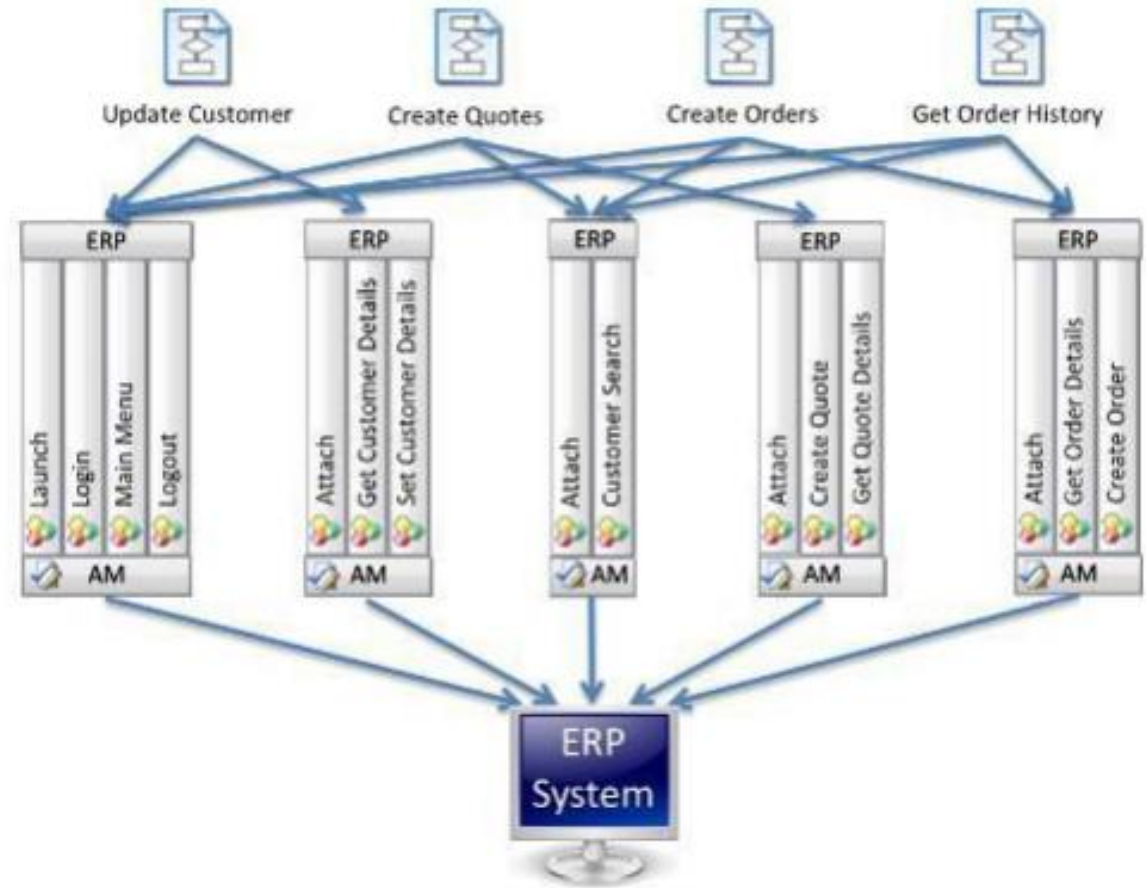 Update Customer
Create Quotes
Create Orders
Get Order History
ERP
Launch
Login
Main Menu
Logout
AM
ERP
Attach
Get Customer Details
Set Customer Details
AM
ERP
Attach
Customer Search
AM
ERP
Attach
Create Quote
Get Quote Details
AM
ERP
Attach
Get Order Details
Create Order
AM
ERP
System